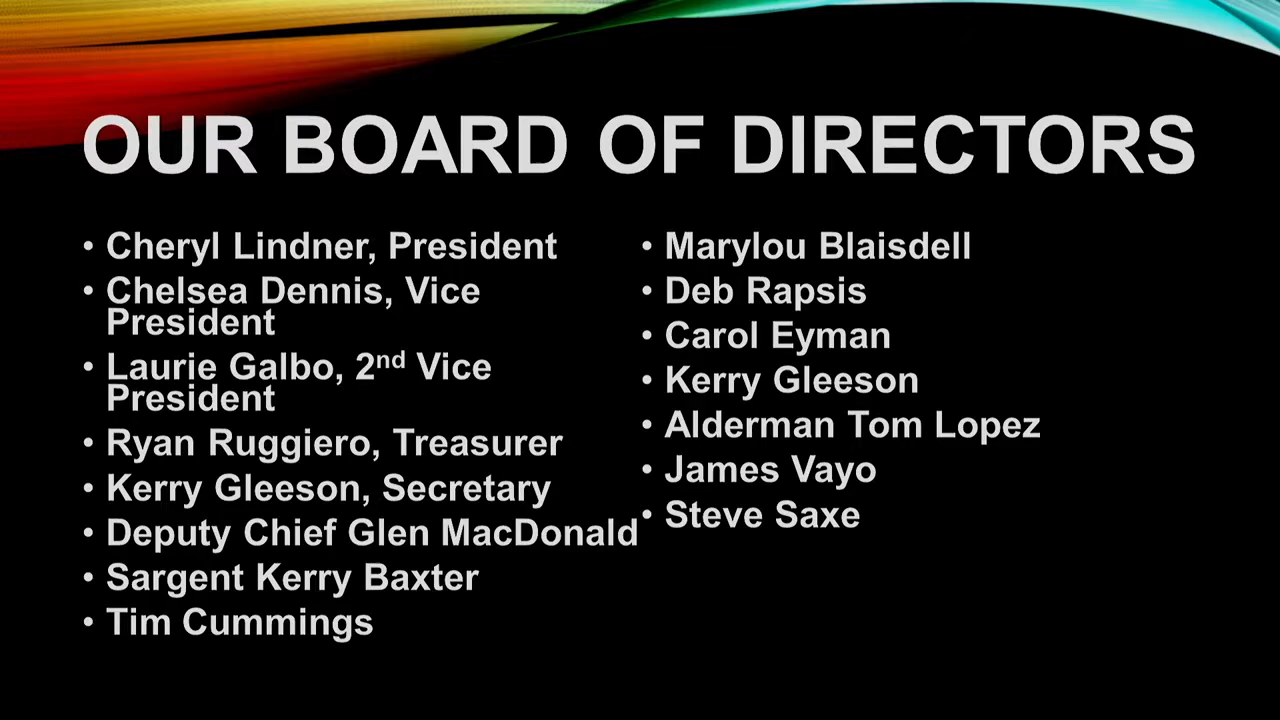 OUR BOARD OF DIRECTORS
• Cheryl Lindner, President
• Chelsea Dennis, Vice
President
• Laurie Galbo, 2nd Vice
President
• Ryan Ruggiero, Treasurer
• Kerry Gleeson, Secretary
• Deputy Chief Glen MacDonald
• Sargent Kerry Baxter
• Tim Cummings
• Marylou Blaisdell
• Deb Rapsis
• Carol Eyman
• Kerry Gleeson
• Alderman Tom Lopez
• James Vayo
• Steve Saxe